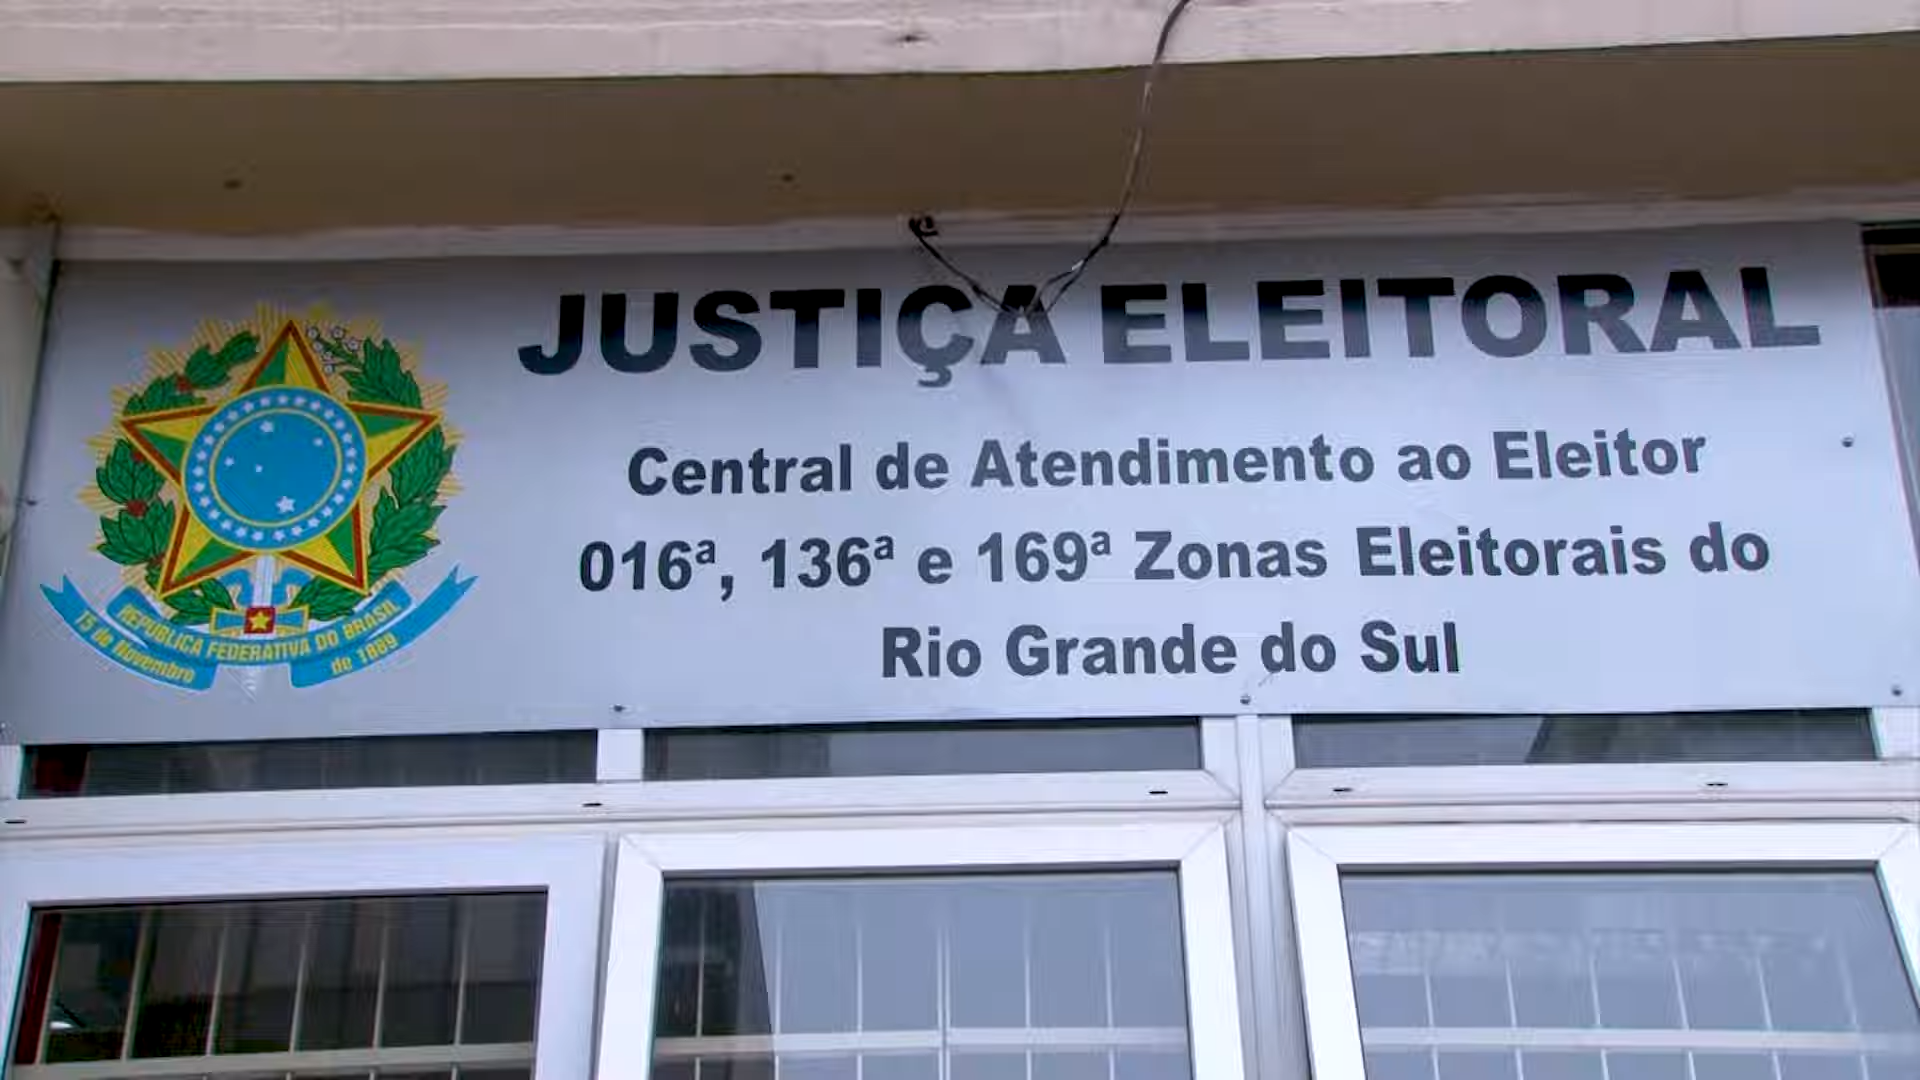 JUSTIÇA ELEITORAL
Central de Atendimento ao Eleitor
016ª, 136ª e 169ª Zonas Eleitorais do
Rio Grande do Sul
REPÚBLICA FEDERATIVA DO BRASIL
15 de Novembro de 1889